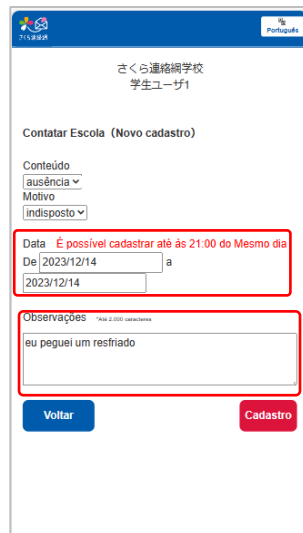 さくら連絡網
Português
さくら連絡網学校
学生ユーザ1
Contatar Escola (Novo cadastro)
Conteúdo
ausência
Motivo
indisposto
Data É possível cadastrar até ás 21:00 do Mesmo dia
De 2023/12/14 a
2023/12/14
Observações *Até 2.000 caracteres
eu peguei um resfriado
Voltar Cadastro